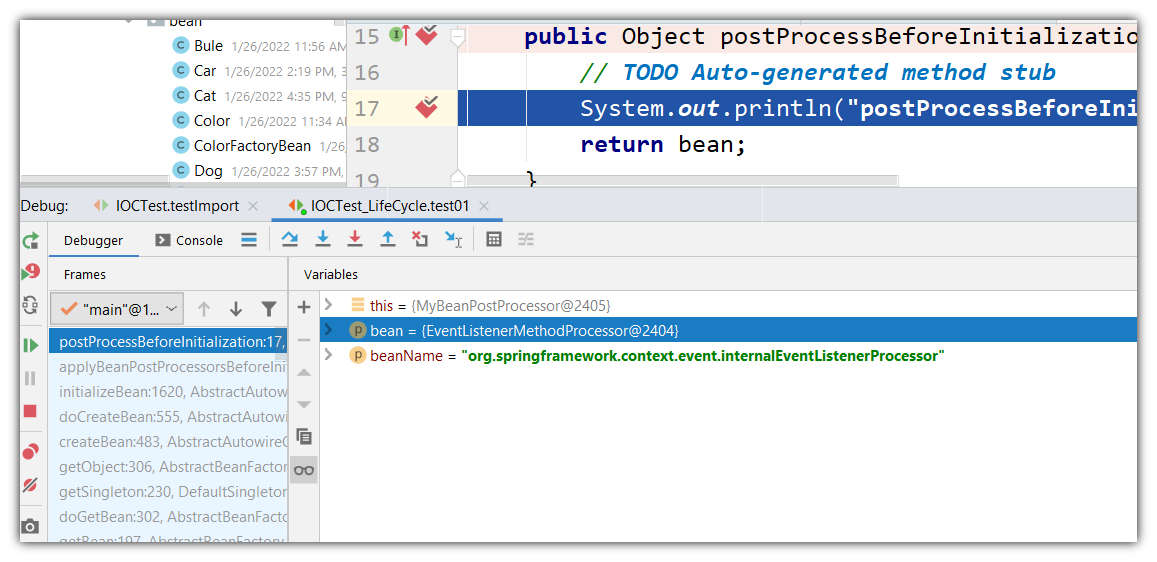 bean
Bule 1/26/2022 11:56 AM
Car 1/26/2022 2:19 PM, 3
Cat 1/26/2022 4:35 PM, 9
Color 1/26/2022 11:34 A
ColorFactoryBean 1/26
Dog 1/26/2022 3:57 PM,
15 public Object postProcessBeforeInitializatio
16 // TODO Auto-generated method stub
17 System.out.println("postProcessBeforeIni
18 return bean;
19 }
Debug: IOCTest.testImport IOCTest_LifeCycle.test01
Debugger Console
Frames
Variables
"main"@1...
postProcessBeforeInitialization:17,
applyBeanPostProcessorsBeforeInit
initializeBean:1620, AbstractAutow
doCreateBean:555, AbstractAutowi
createBean:483, AbstractAutowireC
getObject:306, AbstractBeanFactor
getSingleton:230, DefaultSingleton
doGetBean:302, AbstractBeanFacto
getBean:197, AbstractBeanFactory
this = {MyBeanPostProcessor@2405}
bean = {EventListenerMethodProcessor@2404}
beanName = "org.springframework.context.event.internalEventListenerProcessor"